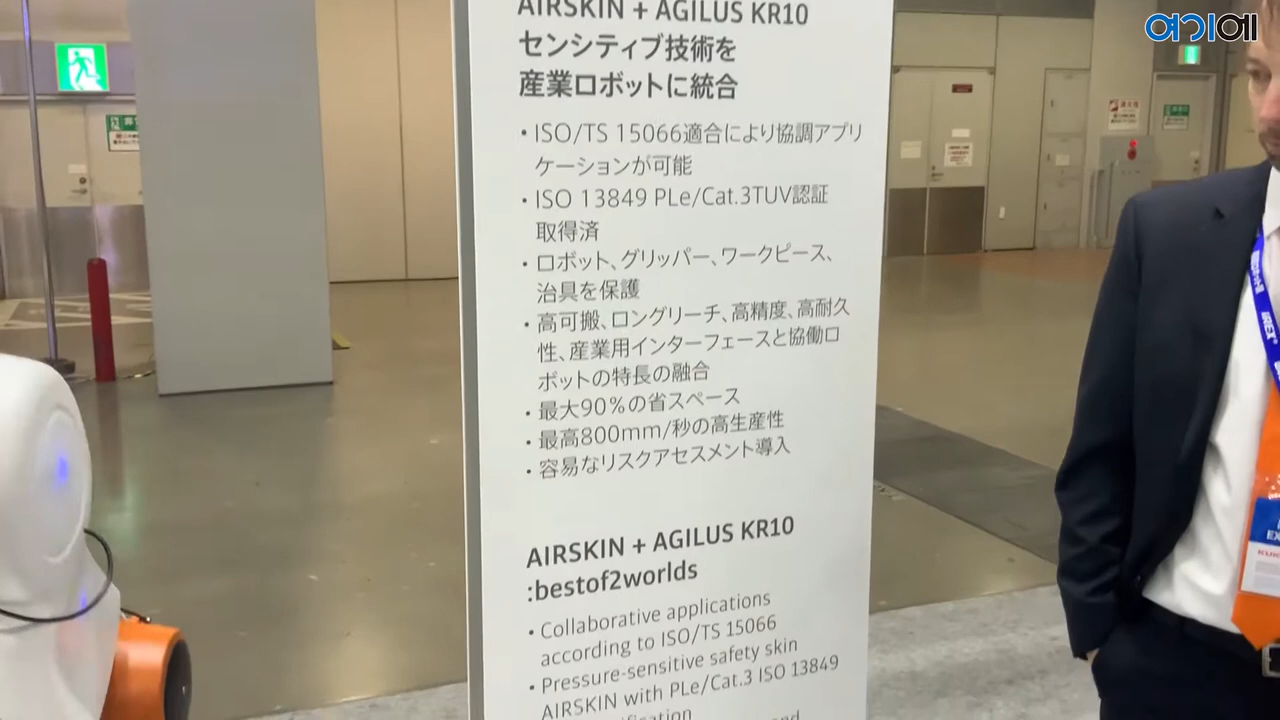 여기에
AIRSKIN + AGILUS KR10
センシティブ技術を
産業ロボットに統合
・ISO/TS 15066適合により協調アプリ
ケーションが可能
・ISO 13849 PLe/Cat.3TUV認証
取得済
・ロボット、グリッパー、ワークピース、
治具を保護
・高可搬、ロングリーチ、高精度、高耐久
性、産業用インターフェースと協働ロ
ボットの特長の融合
・最大90%の省スペース
・最高800mm/秒の高生産性
・容易なリスクアセスメント導入
AIRSKIN + AGILUS KR10
:bestof2worlds
• Collaborative applications
according to ISO/TS 15066
• Pressure-sensitive safety skin
AIRSKIN with PLe/Cat.3 ISO 13849
and
iREX
EX
KUKA